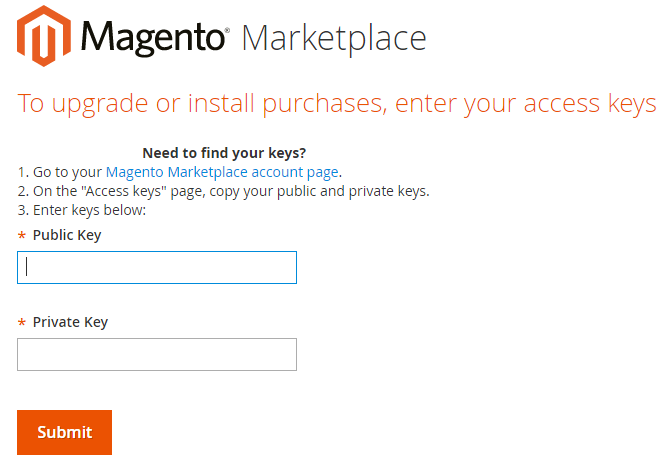 Magento® Marketplace
To upgrade or install purchases, enter your access keys
Need to find your keys?
1. Go to your Magento Marketplace account page.
2. On the "Access keys" page, copy your public and private keys.
3. Enter keys below:
* Public Key
* Private Key
Submit